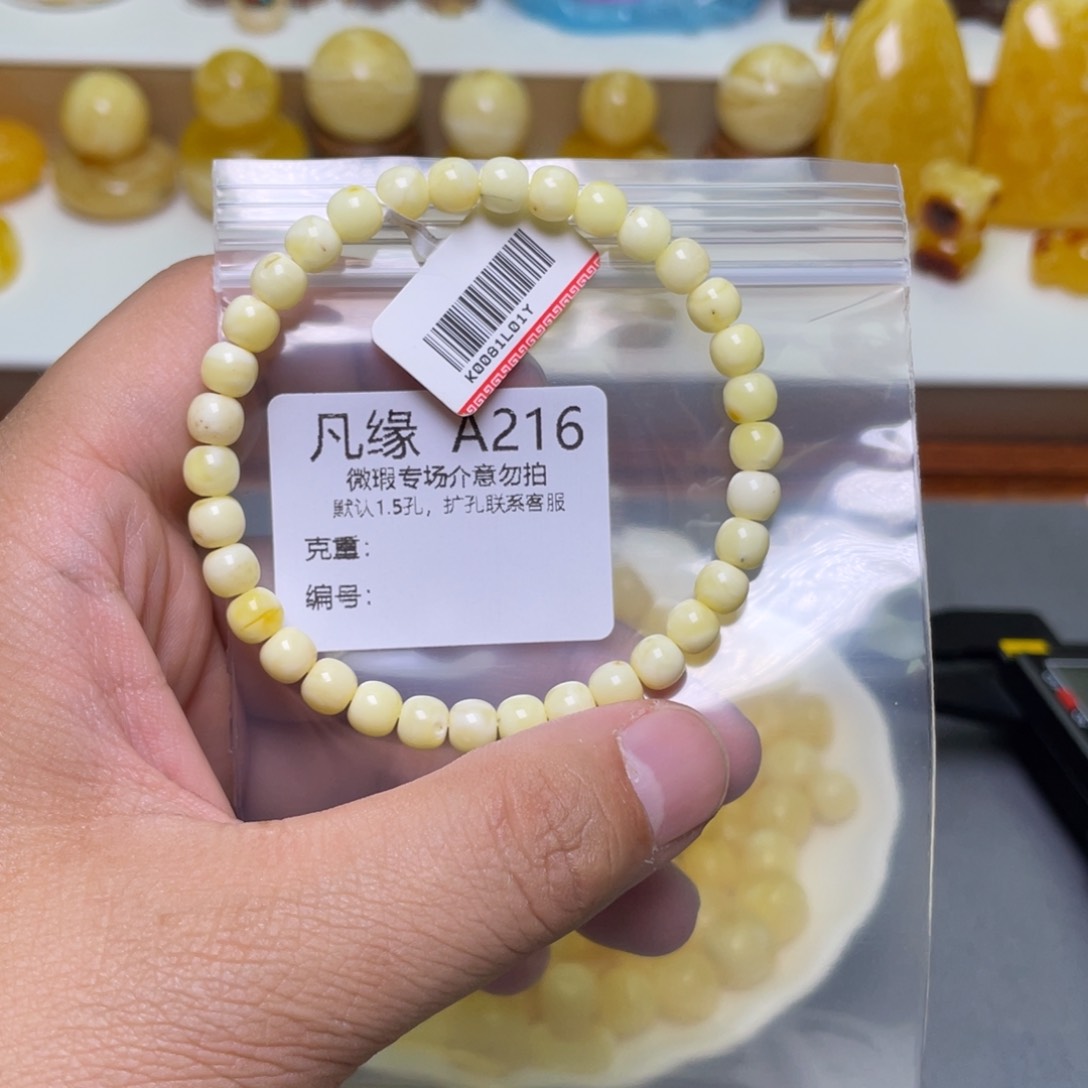 K0081L01Y
凡缘 A216
微瑕专场介意勿拍
默认1.5孔，扩孔联系客服
克重：
编号：